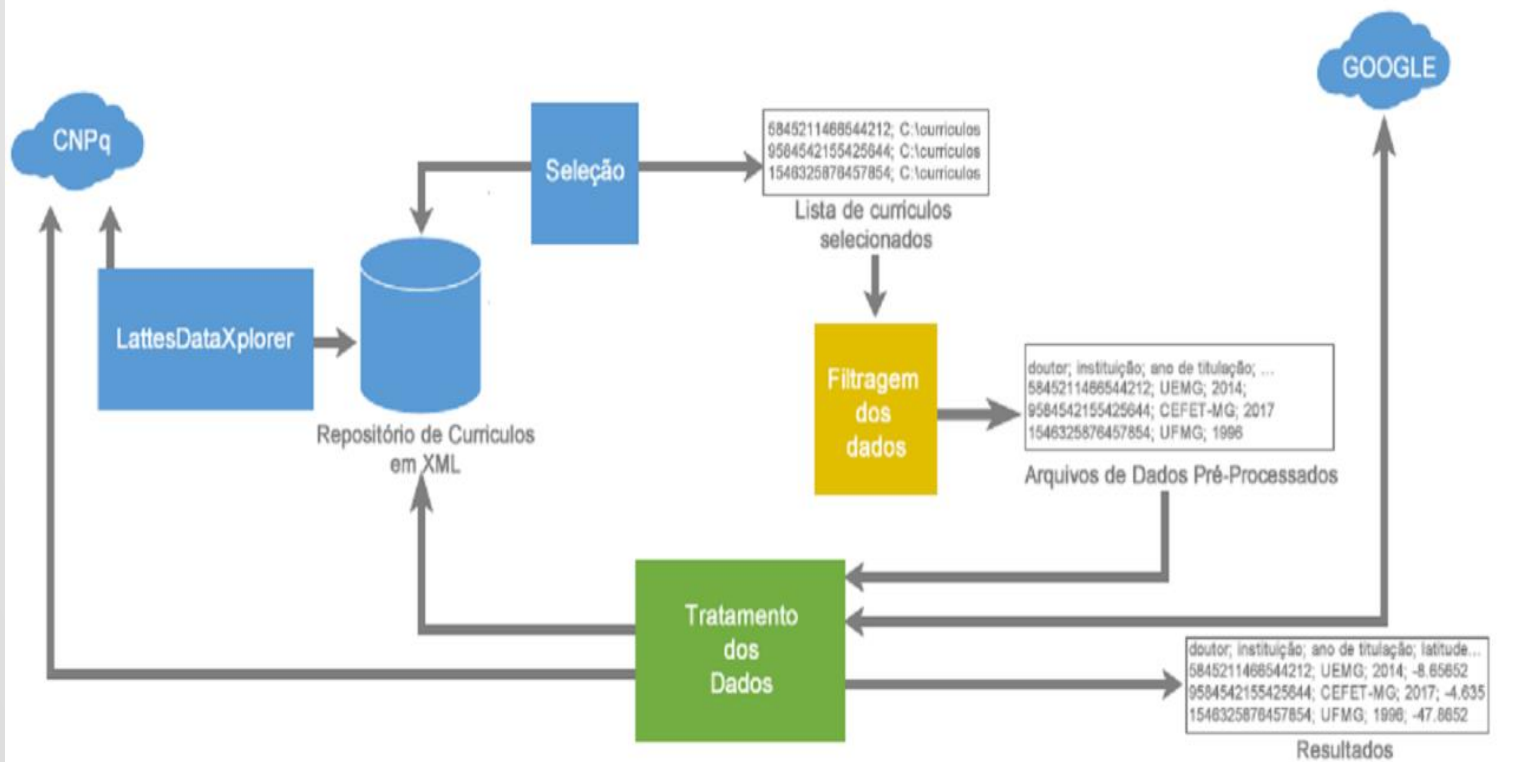 GOOGLE
CNPq
Seleção
5845211466544212; C:\curriculos
9584542155425644; C:\curriculos
1546325876457854; C:\curriculos
Lista de currículos
selecionados
LattesDataXplorer
Repositório de Currículos
em XML
Filtragem
dos
dados
doutor; instituição; ano de titulação; ...
5845211466544212; UEMG; 2014;
9584542155425644; CEFET-MG; 2017
1546325876457854; UFMG; 1996
Arquivos de Dados Pré-Processados
Tratamento
dos
Dados
doutor; instituição; ano de titulação; latitude...
5845211466544212; UEMG; 2014; -8.65652
9584542155425644; CEFET-MG; 2017; -4.635
1546325876457854; UFMG; 1996; -47.8652
Resultados